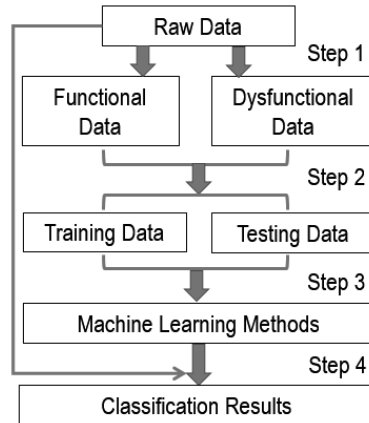 Raw Data
Step 1
Functional
Data
Dysfunctional
Data
Step 2
Training Data
Testing Data
Step 3
Machine Learning Methods
Step 4
Classification Results